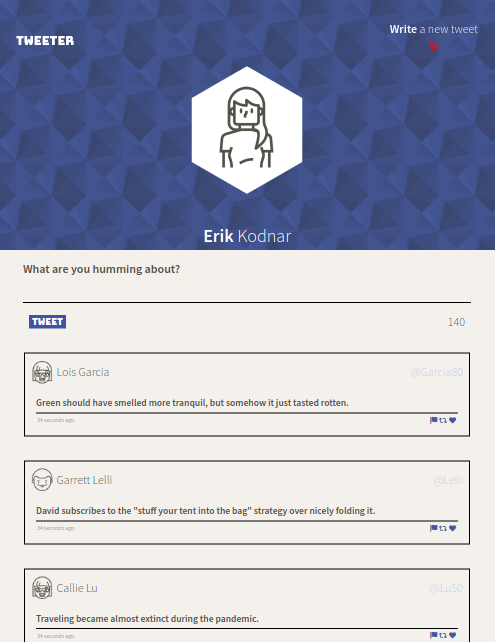 Write a new tweet
TWEETER
Erik Kodnar
What are you humming about?
TWEET 140
Lois Garcia @Garcia80
Green should have smelled more tranquil, but somehow it just tasted rotten.
34 seconds ago
Garrett Lelli @Lelli
David subscribes to the "stuff your tent into the bag" strategy over nicely folding it.
34 seconds ago
Callie Lu @Lu50
Traveling became almost extinct during the pandemic.
34 seconds ago